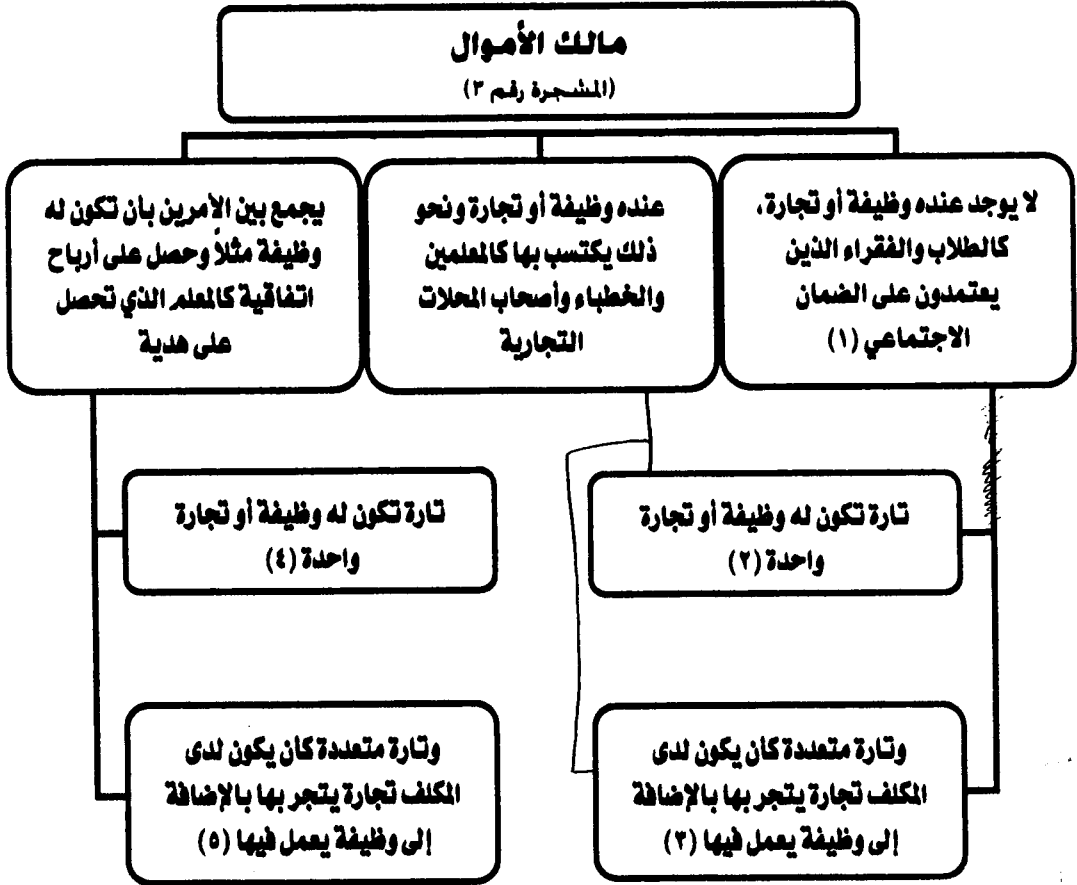 مالك الأموال
(المشجرة رقم ٣)
لا يوجد عنده وظيفة أو تجارة،
كالطلاب والفقراء الذين
يعتمدون على الضمان
الاجتماعي (١)
عنده وظيفة أو تجارة ونحو
ذلك يكتسب بها كالمعلمين
والخطباء وأصحاب المحلات
التجارية
يجمع بين الأمرين بأن تكون له
وظيفة مثلاً وحصل على أرباح
اتفاقية كالمعلم الذي تحصل
على هدية
تارة تكون له وظيفة أو تجارة
واحدة (٢)
تارة تكون له وظيفة أو تجارة
واحدة (٤)
وتارة متعددة كأن يكون لدى
المكلف تجارة يتجر بها بالإضافة
إلى وظيفة يعمل فيها (٣)
وتارة متعددة كأن يكون لدى
المكلف تجارة يتجر بها بالإضافة
إلى وظيفة يعمل فيها (٥)